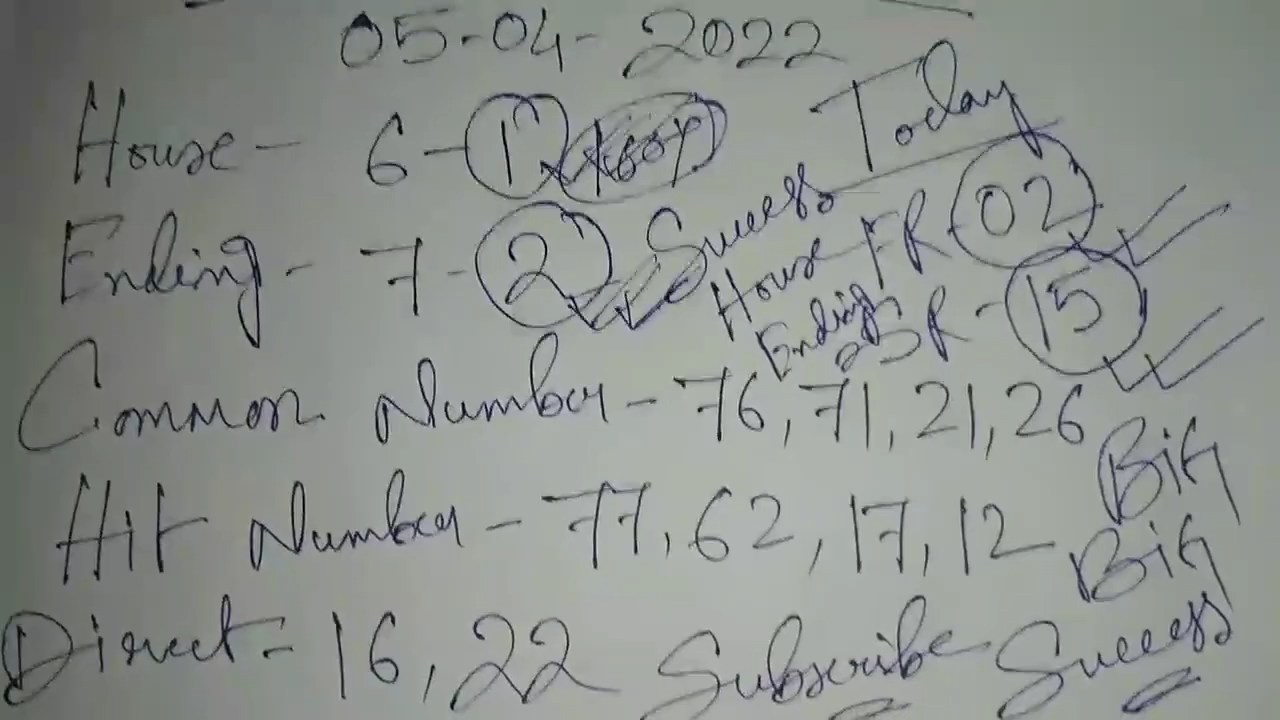 05-04-2022
House- 6-1 Today
Ending- 7-2 Success House FR-02
Ending SR-15
Common Number-76,71,21,26
Hit Number-77,62,17,12 Big
Big
Direct-16,22 Subscribe Success